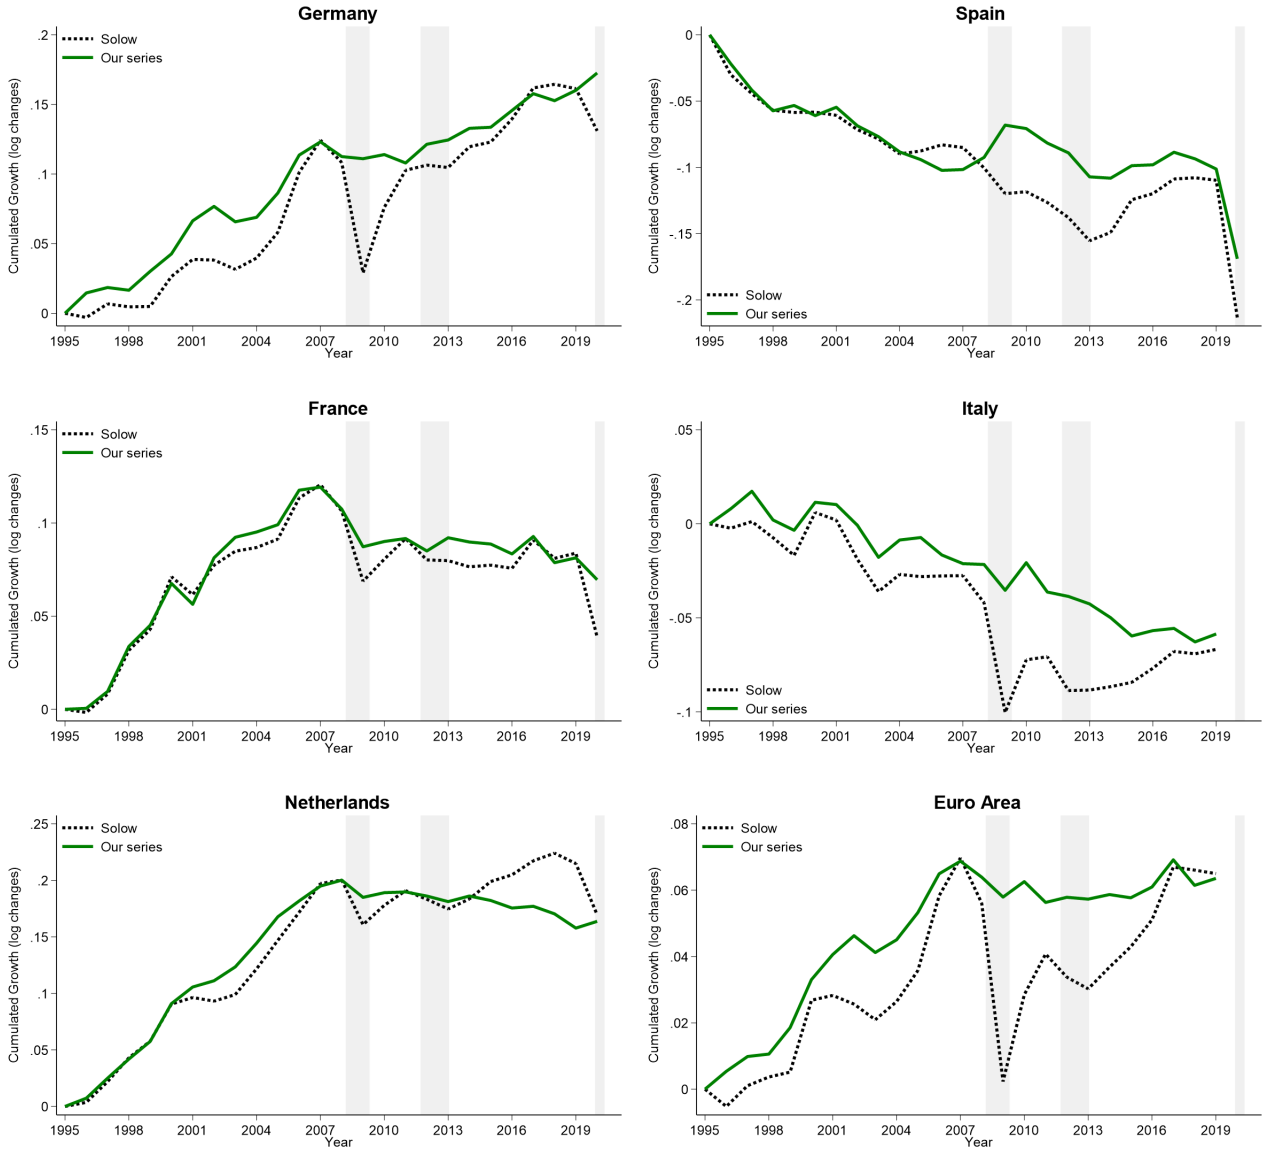 Germany
Cumulated Growth (log changes)
.2
.15
.1
.05
0
Solow
Our series
1995 1998 2001 2004 2007 2010 2013 2016 2019
Year
Spain
Cumulated Growth (log changes)
0
-.05
-.1
-.15
-.2
Solow
Our series
1995 1998 2001 2004 2007 2010 2013 2016 2019
Year
France
Cumulated Growth (log changes)
.15
.1
.05
0
Solow
Our series
1995 1998 2001 2004 2007 2010 2013 2016 2019
Year
Italy
Cumulated Growth (log changes)
.05
0
-.05
-.1
Solow
Our series
1995 1998 2001 2004 2007 2010 2013 2016 2019
Year
Netherlands
Cumulated Growth (log changes)
.25
.2
.15
.1
.05
0
Solow
Our series
1995 1998 2001 2004 2007 2010 2013 2016 2019
Year
Euro Area
Cumulated Growth (log changes)
.08
.06
.04
.02
0
Solow
Our series
1995 1998 2001 2004 2007 2010 2013 2016 2019
Year